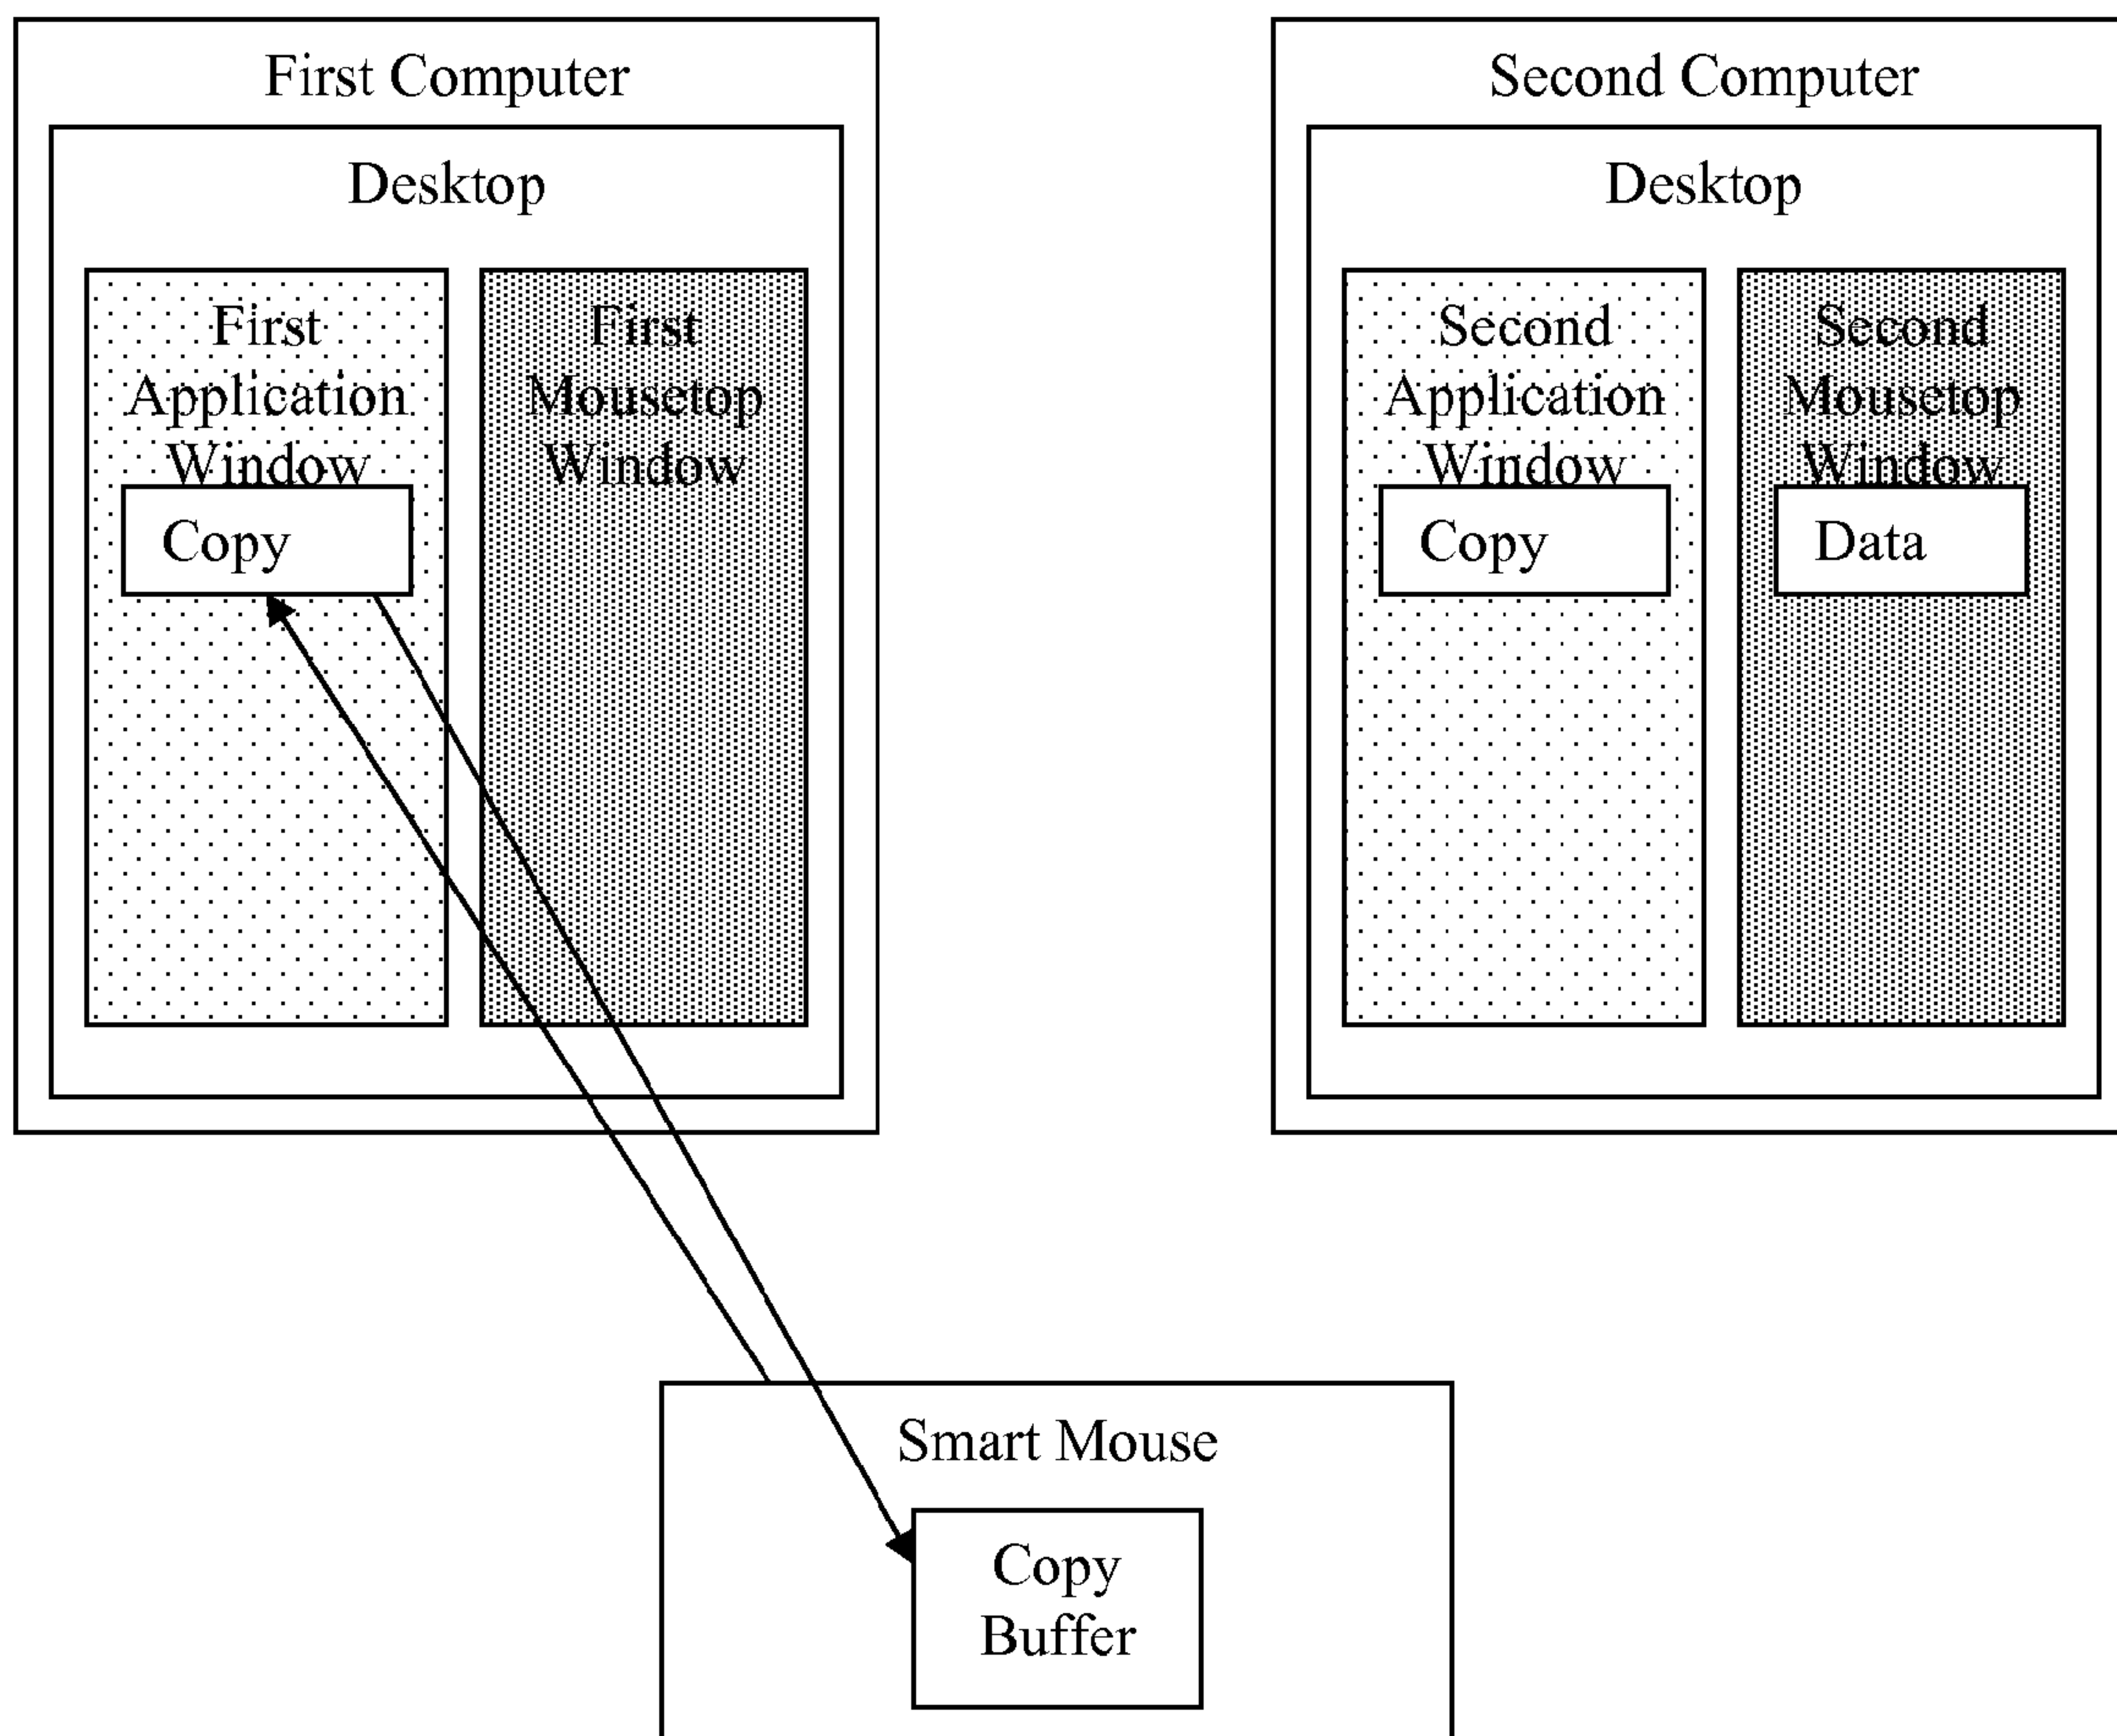 First Computer
Desktop
First
Application
Window
Copy
First
Mousetop
Window
Second Computer
Desktop
Second
Application
Window
Copy
Second
Mousetop
Window
Data
Smart Mouse
Copy
Buffer